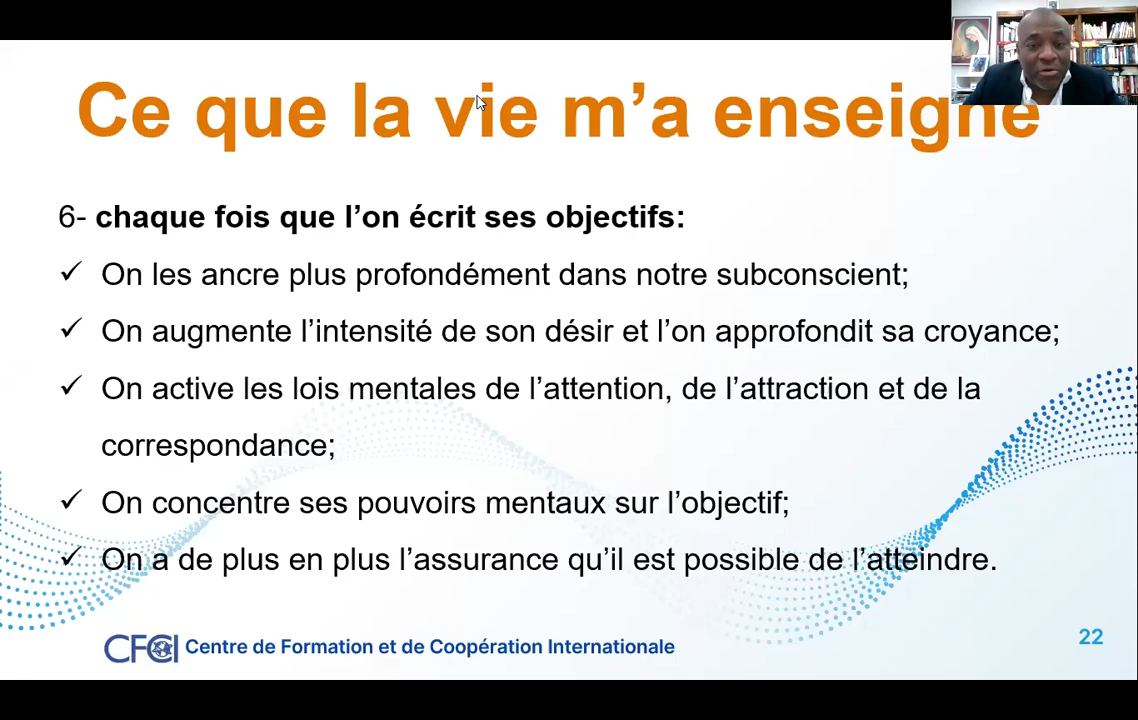 Ce que la vie m’a enseigné
6- chaque fois que l’on écrit ses objectifs:
✓ On les ancre plus profondément dans notre subconscient;
✓ On augmente l’intensité de son désir et l’on approfondit sa croyance;
✓ On active les lois mentales de l’attention, de l’attraction et de la
correspondance;
✓ On concentre ses pouvoirs mentaux sur l’objectif;
✓ On a de plus en plus l’assurance qu’il est possible de l’atteindre.
CFCI Centre de Formation et de Coopération Internationale
22